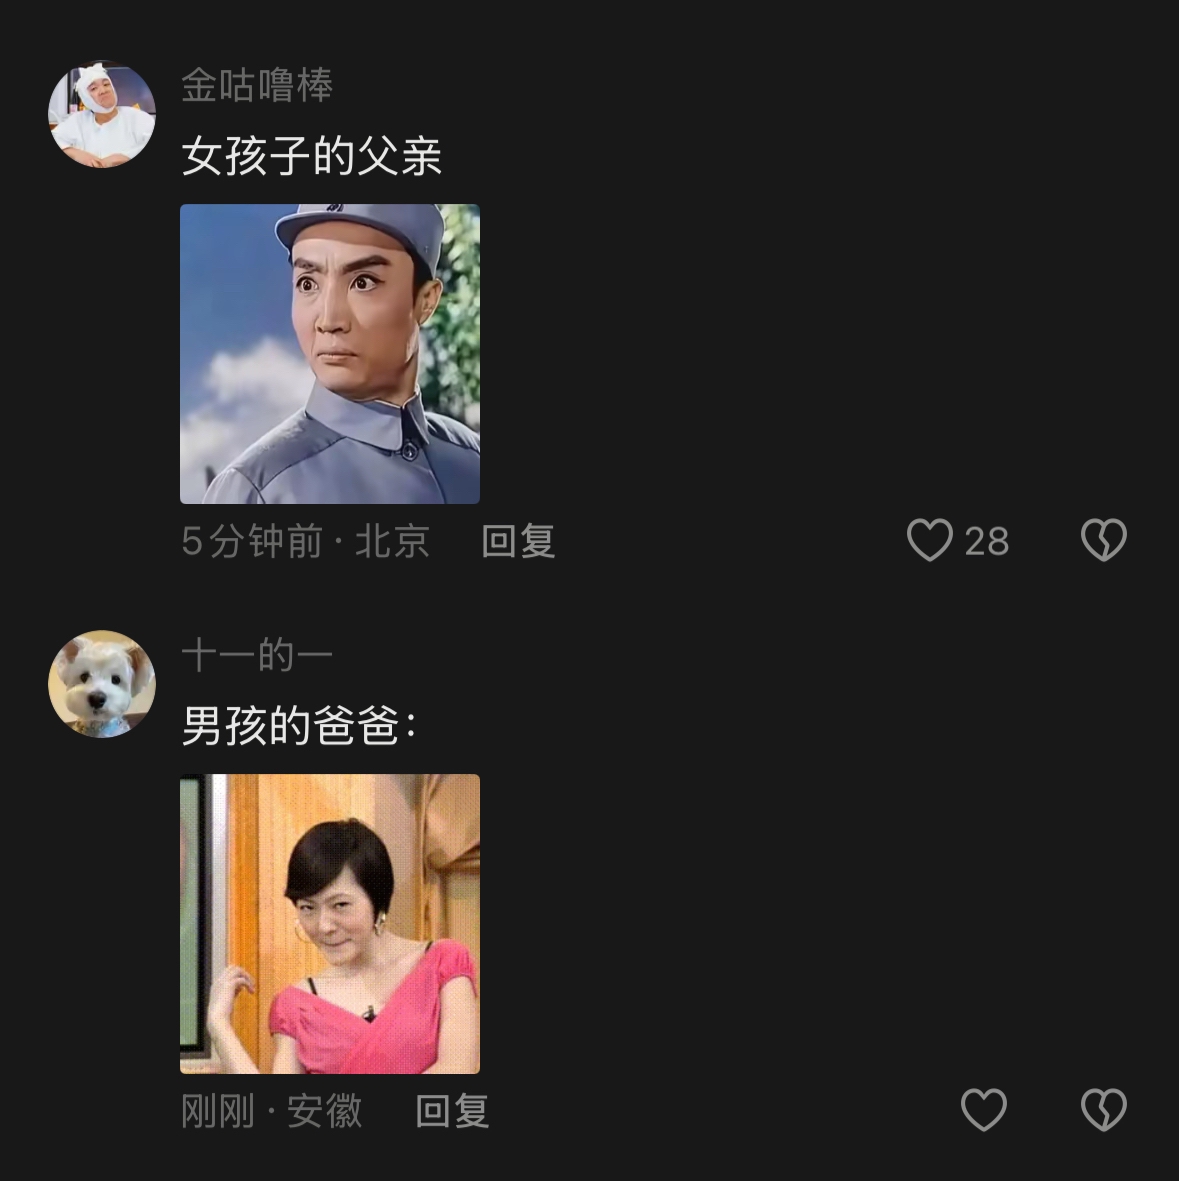 金咕噜棒
女孩子的父亲
5分钟前·北京 回复 28
十一的一
男孩的爸爸：
刚刚·安徽 回复